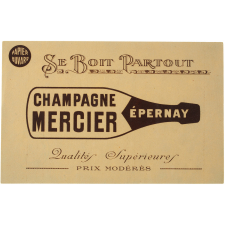 PAPIER BUVARD
SE BOIT PARTOUT
CHAMPAGNE
MERCIER
ÉPERNAY
Qualités Supérieures
PRIX MODÉRÉS